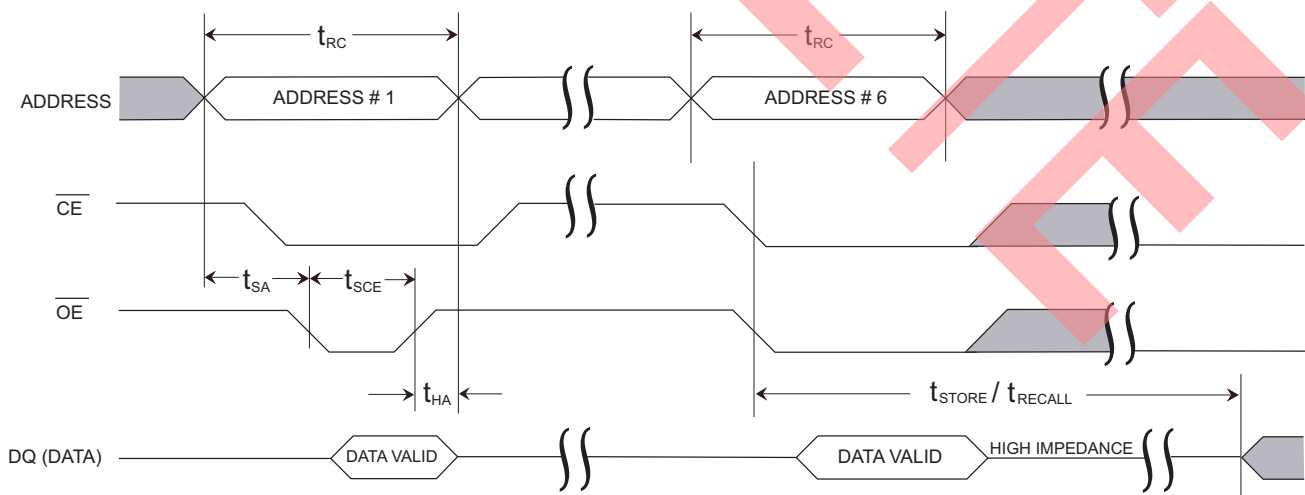 tRC
tRC
ADDRESS
ADDRESS # 1
ADDRESS # 6
CE
tSA
tSCE
OE
tHA
tSTORE / tRECALL
DQ (DATA)
DATA VALID
DATA VALID
HIGH IMPEDANCE